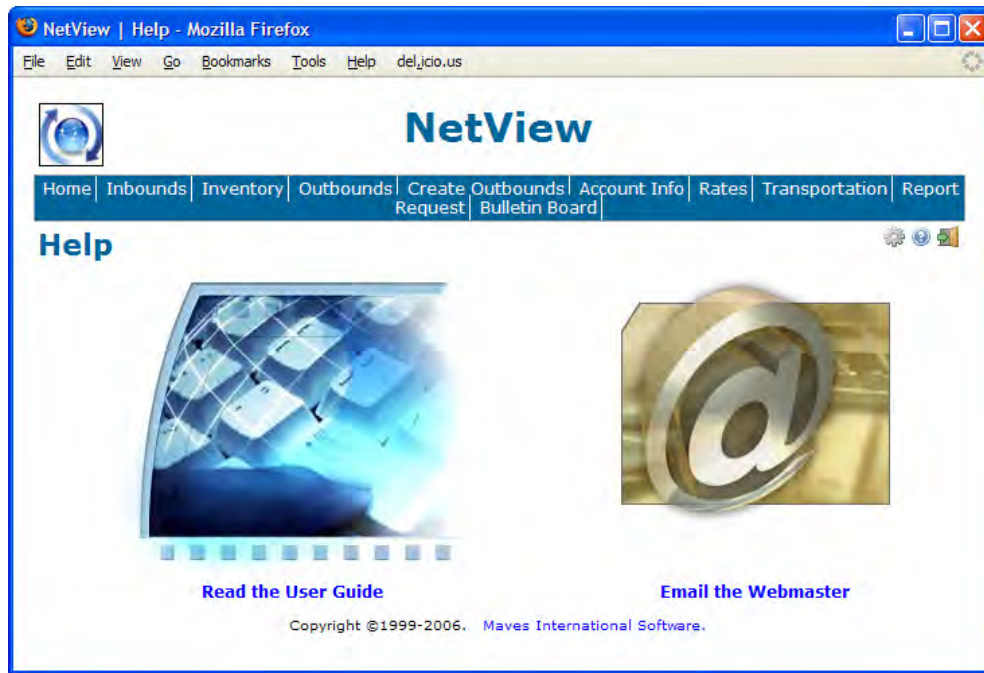 NetView | Help - Mozilla Firefox
File Edit View Go Bookmarks Tools Help del.icio.us
NetView
Home Inbounds Inventory Outbounds Create Outbounds Account Info Rates Transportation Report
Request Bulletin Board
Help
@
Read the User Guide Email the Webmaster
Copyright ©1999-2006. Maves International Software.